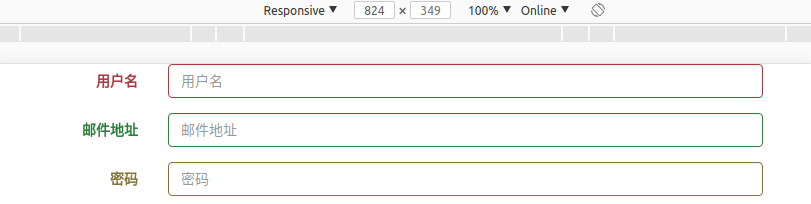 Responsive ▼ 824 × 349 100% ▼ Online ▼
用户名 用户名
邮件地址 邮件地址
密码 密码